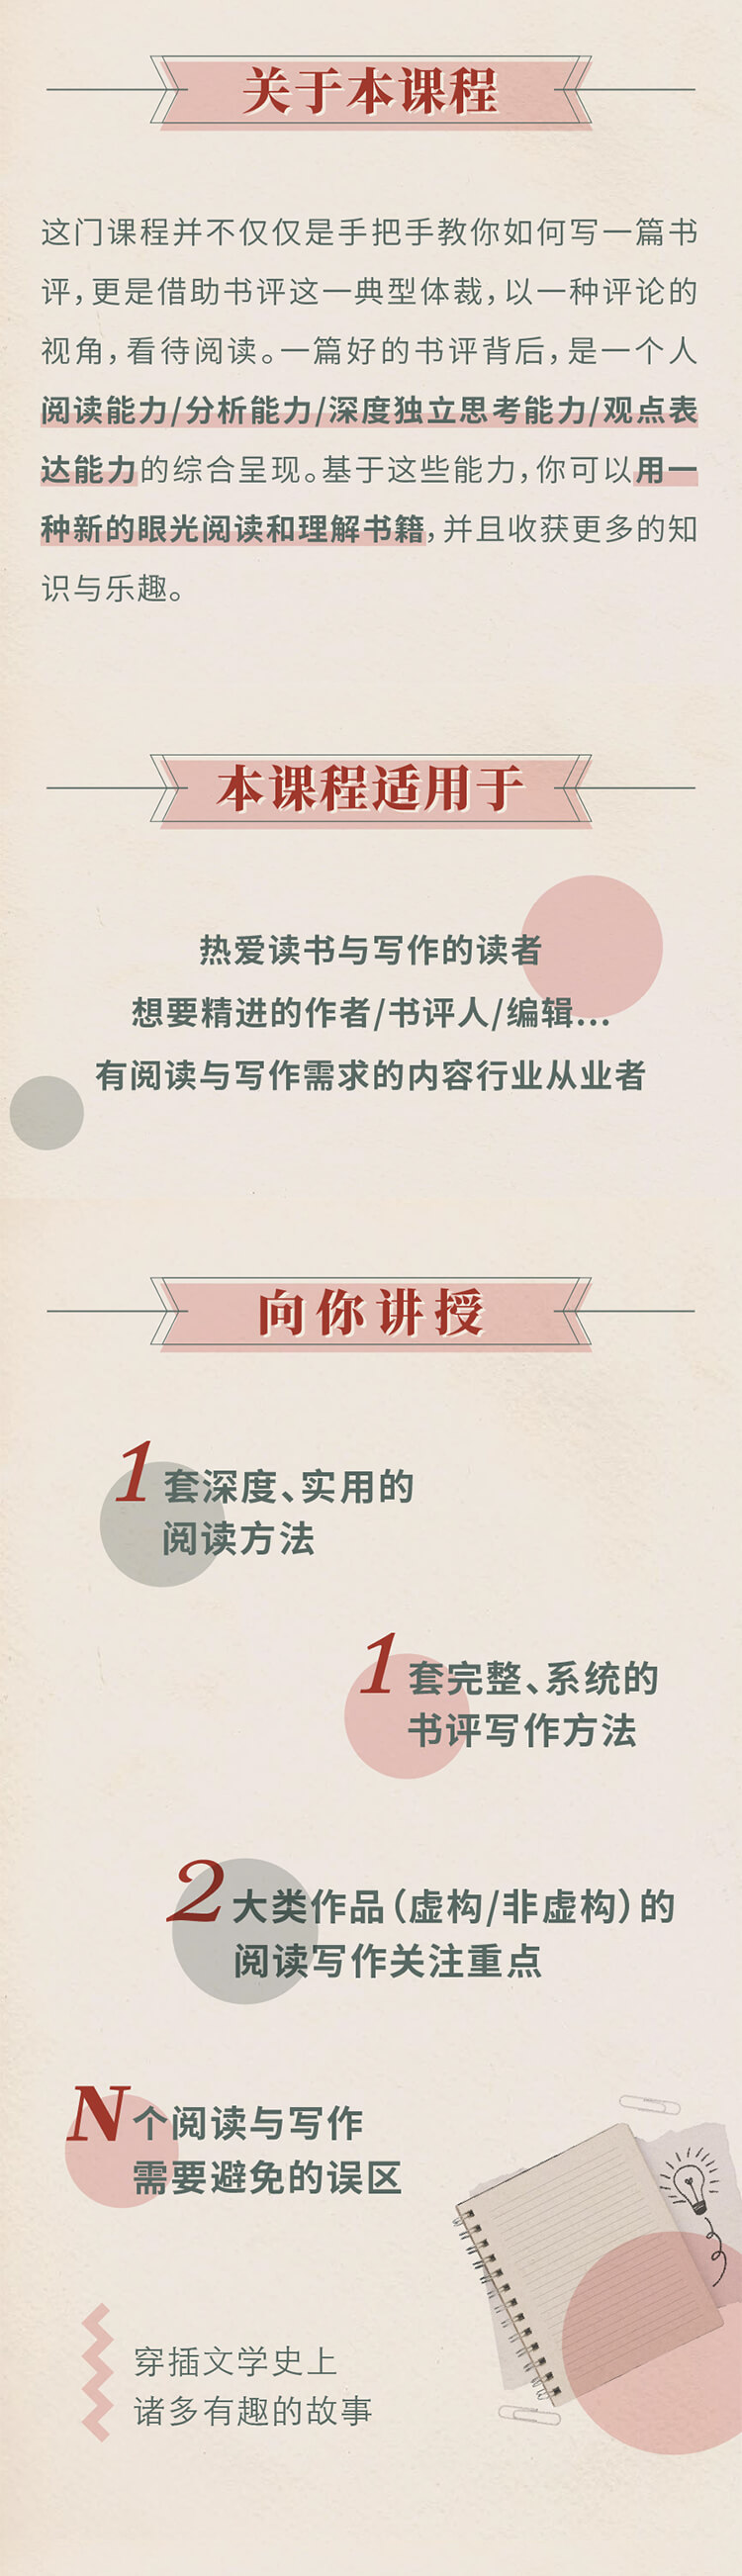 关于本课程
这门课程并不仅仅是手把手教你如何写一篇书
评，更是借助书评这一典型体裁，以一种评论的
视角，看待阅读。一篇好的书评背后，是一个人
阅读能力/分析能力/深度独立思考能力/观点表
达能力的综合呈现。基于这些能力，你可以用一
种新的眼光阅读和理解书籍，并且收获更多的知
识与乐趣。
本课程适用于
热爱读书与写作的读者
想要精进的作者/书评人/编辑...
有阅读与写作需求的内容行业从业者
向你讲授
1套深度、实用的
阅读方法
1套完整、系统的
书评写作方法
2大类作品（虚构/非虚构）的
阅读写作关注重点
N个阅读与写作
需要避免的误区
穿插文学史上
诸多有趣的故事